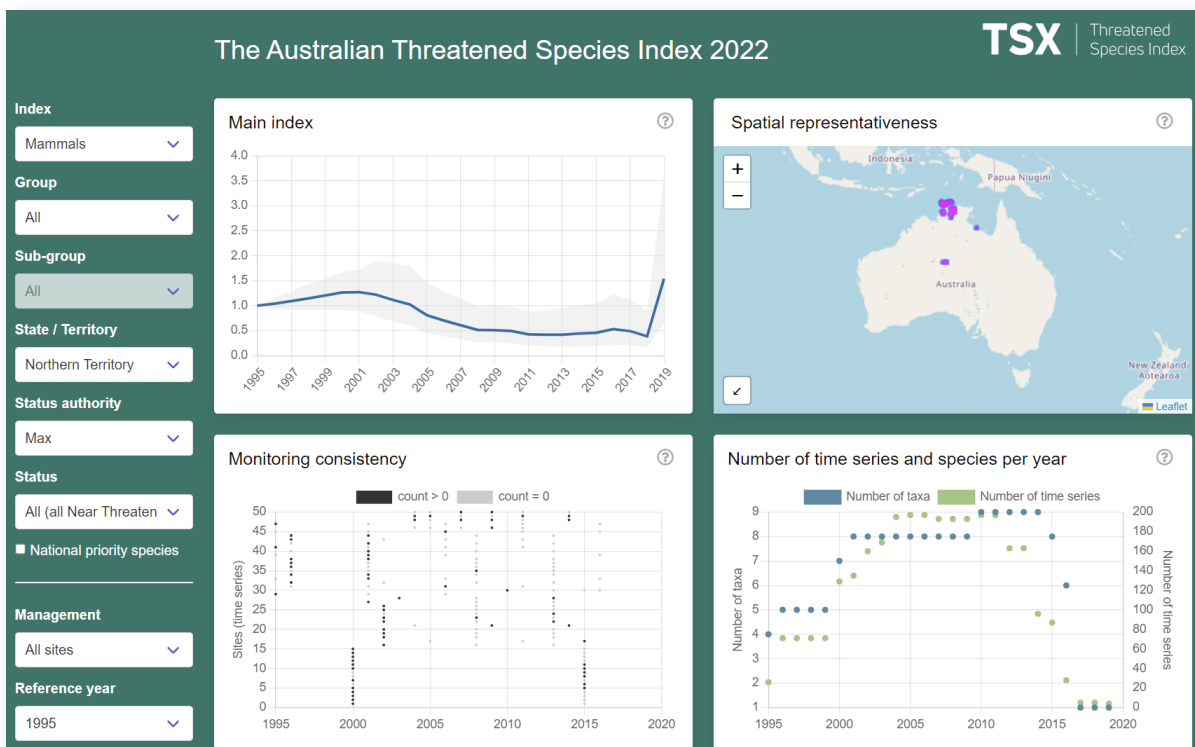 The Australian Threatened Species Index 2022
TSX
Threatened
Species Index
Index
Mammals
Group
All
Sub-group
All
State / Territory
Northern Territory
Status authority
Max
Status
All (all Near Threaten
National priority species
Management
All sites
Reference year
1995
Main index
?
4.0
3.5
3.0
2.5
2.0
1.5
1.0
0.5
0.0
1995
1997
1999
2001
2003
2005
2007
2009
2011
2013
2015
2017
2019
Spatial representativeness
?
+
−
Indonesia
Papua Niugini
Australia
New Zealand/
Aotearoa
Leaflet
Monitoring consistency
?
count > 0
count = 0
Sites (time series)
50
45
40
35
30
25
20
15
10
5
0
1995
2000
2005
2010
2015
2020
Number of time series and species per year
?
Number of taxa
Number of time series
Number of taxa
9
8
7
6
5
4
3
2
1
200
180
160
140
120
100
80
60
40
20
0
Number of time series
1995
2000
2005
2010
2015
2020